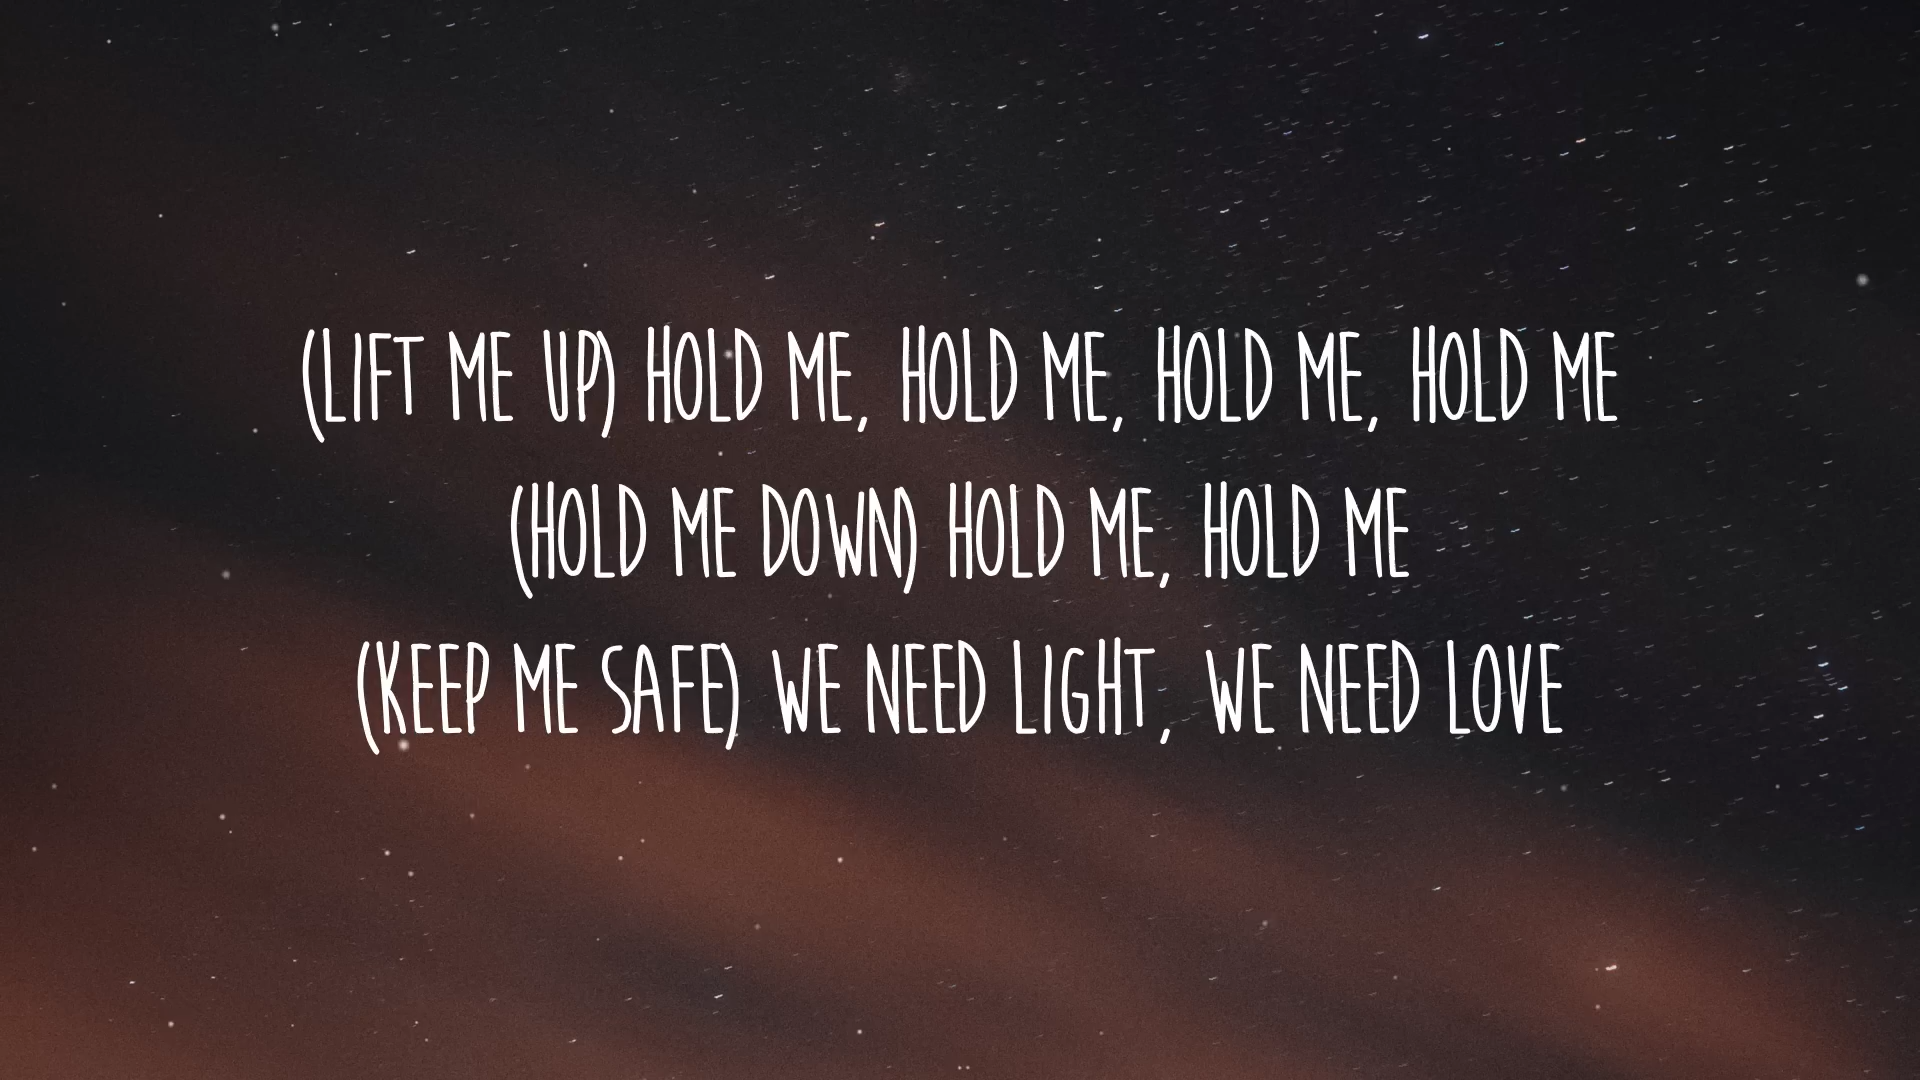 (LIFT ME UP) HOLD ME, HOLD ME, HOLD ME, HOLD ME
(HOLD ME DOWN) HOLD ME, HOLD ME
(KEEP ME SAFE) WE NEED LIGHT, WE NEED LOVE